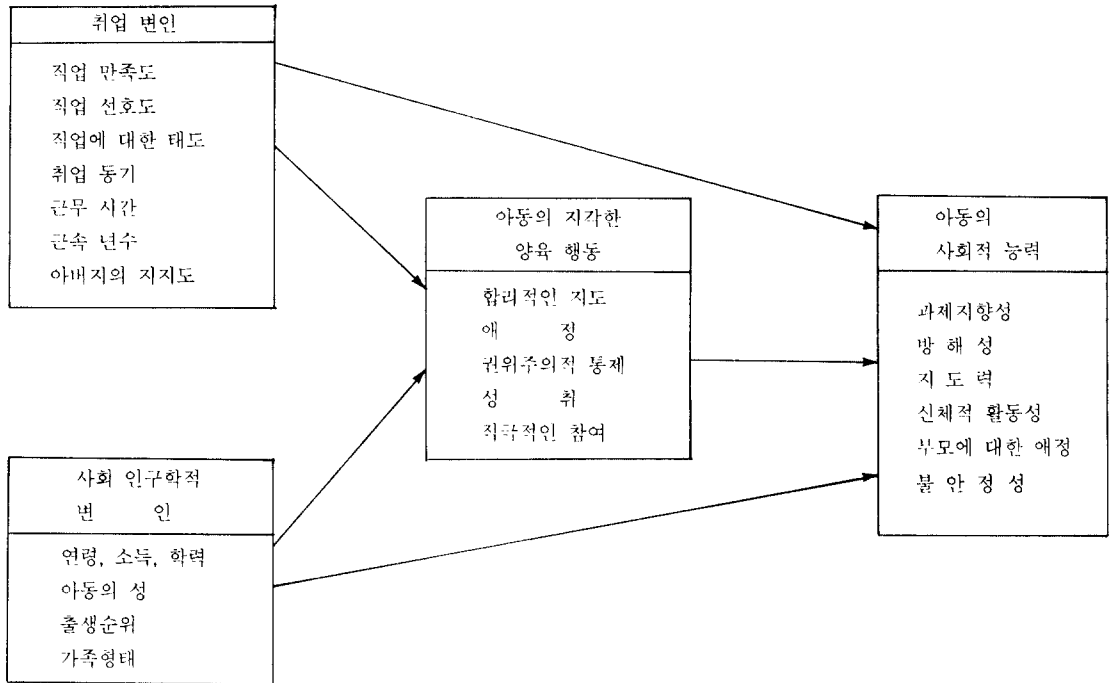 취업 변인
직업 만족도
직업 선호도
직업에 대한 태도
취업 동기
근무 시간
근속 년수
아버지의 지지도
아동의 지각한
양육 행동
합리적인 지도
애 정
권위주의적 통제
성 취
적극적인 참여
사회 인구학적
변 인
연령, 소득, 학력
아동의 성
출생순위
가족형태
아동의
사회적 능력
과제지향성
방 해 성
지 도 력
신체적 활동성
부모에 대한 애정
불 안 정 성